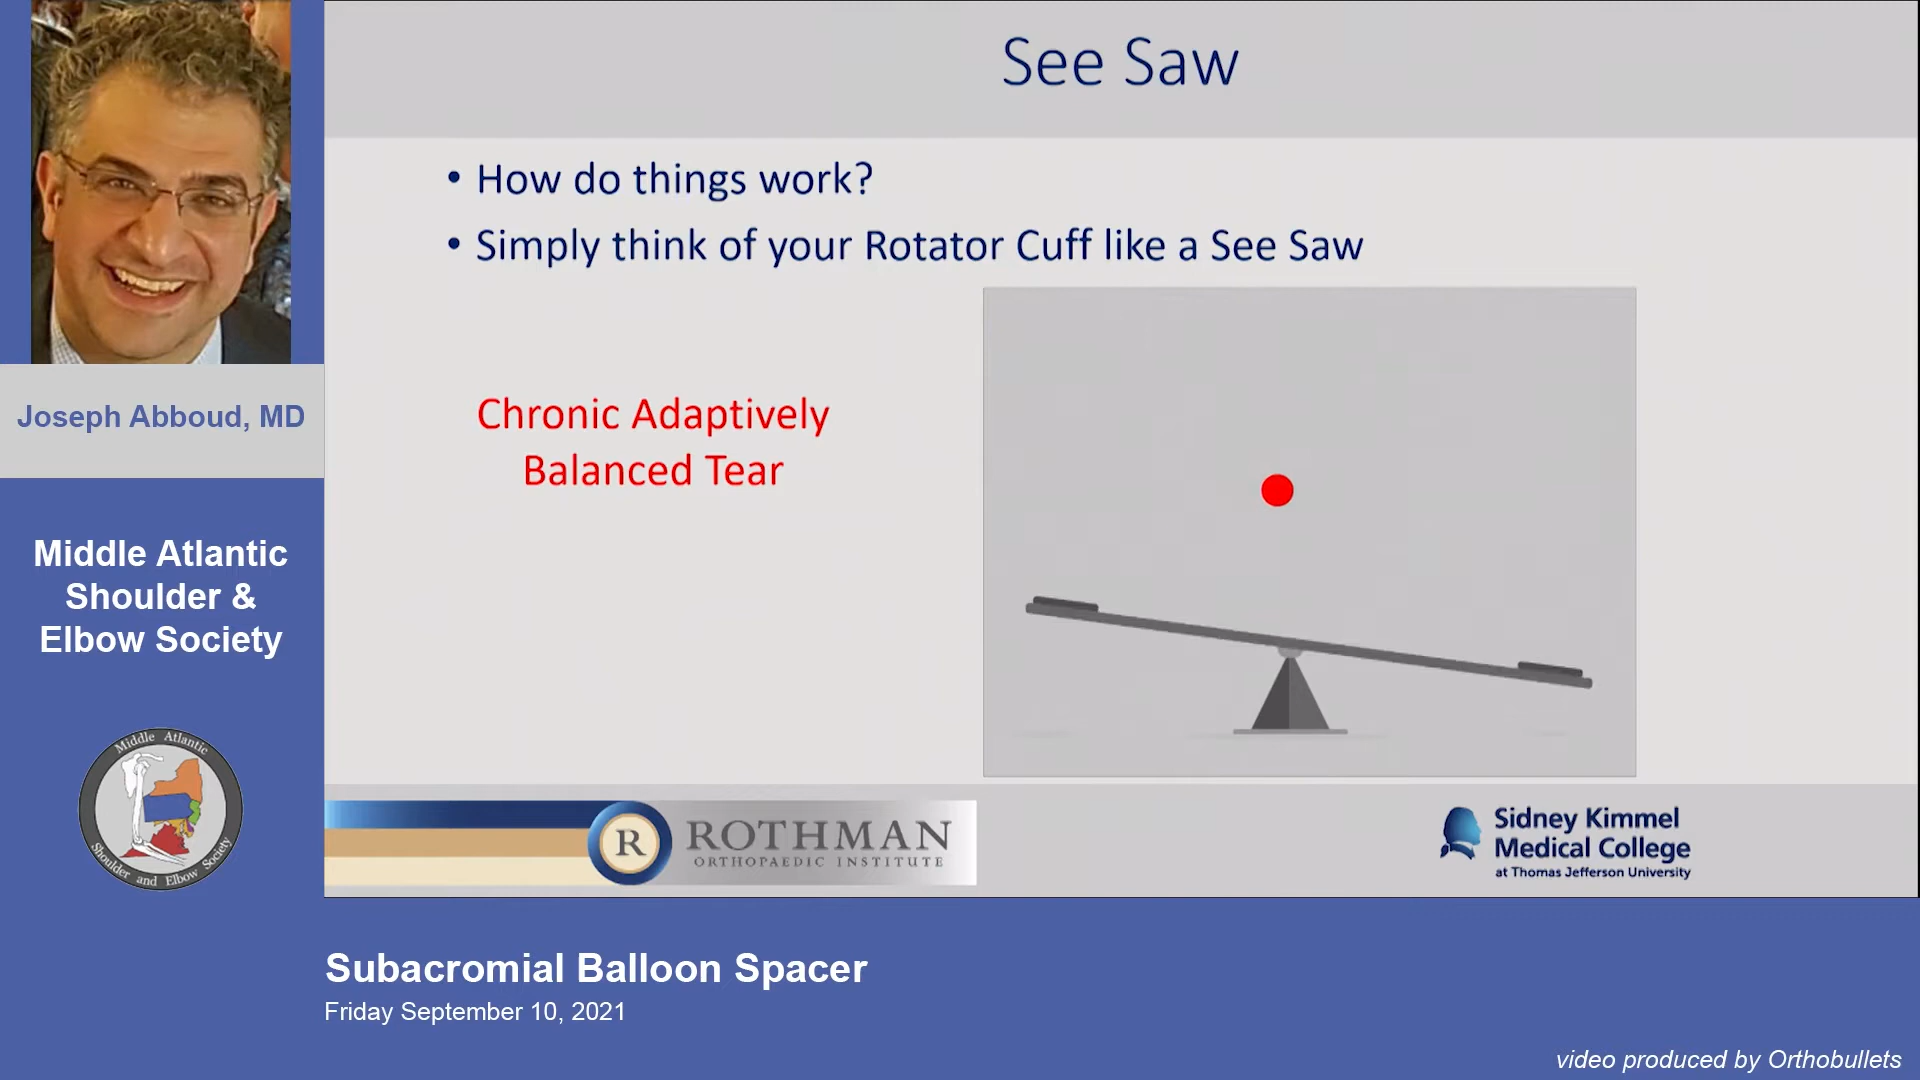 See Saw
• How do things work?
• Simply think of your Rotator Cuff like a See Saw
Chronic Adaptively
Balanced Tear
Joseph Abboud, MD
Middle Atlantic
Shoulder &
Elbow Society
Middle Atlantic
Shoulder and Elbow Society
R
ROTHMAN
ORTHOPAEDIC INSTITUTE
Sidney Kimmel
Medical College
at Thomas Jefferson University
Subacromial Balloon Spacer
Friday September 10, 2021
video produced by Orthobullets